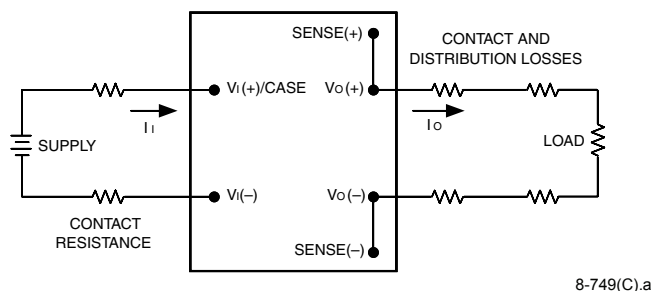 SENSE(+)
CONTACT AND
DISTRIBUTION LOSSES
VI(+)/CASE
VO(+)
II
IO
SUPPLY
LOAD
VI(–)
VO(–)
CONTACT
RESISTANCE
SENSE(–)
8-749(C).a